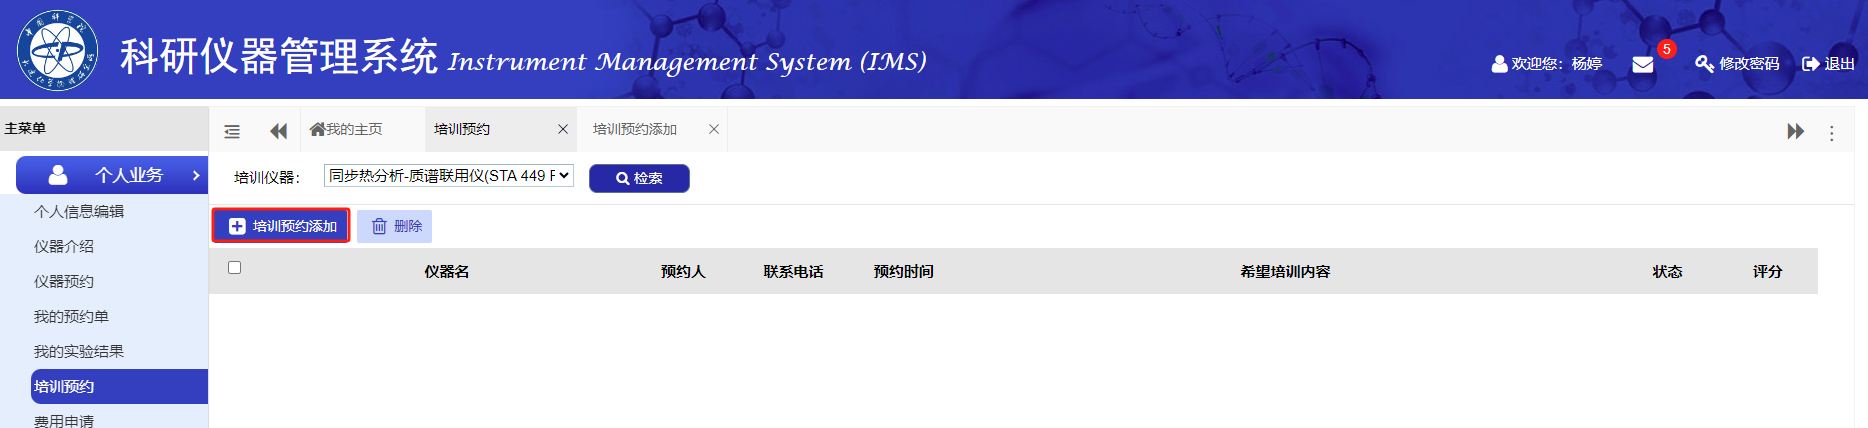 科研仪器管理系统 Instrument Management System (IMS)
欢迎您：杨婷
5
修改密码
退出
主菜单
我的主页
培训预约
培训预约添加
个人业务
培训仪器：
同步热分析-质谱联用仪(STA 449 F
检索
个人信息编辑
培训预约添加
删除
仪器介绍
仪器名
预约人
联系电话
预约时间
希望培训内容
状态
评分
仪器预约
我的预约单
我的实验结果
培训预约
费用申请